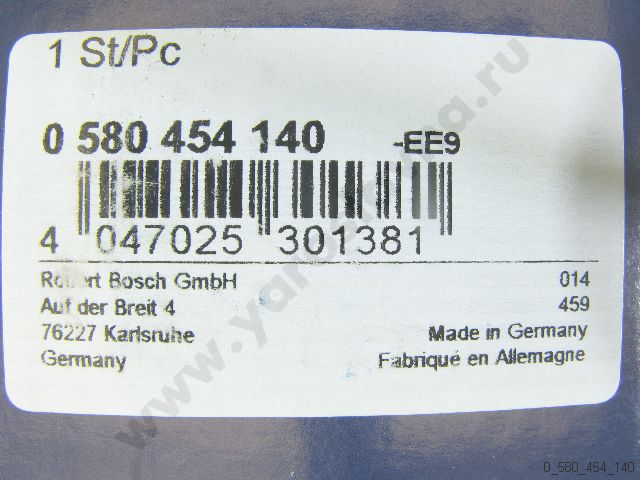 1 St/Pc
0 580 454 140 -EE9
4 047025 301381
Robert Bosch GmbH 014
Auf der Breit 4 459
76227 Karlsruhe Made in Germany
Germany Fabriqué en Allemagne
0_580_454_140